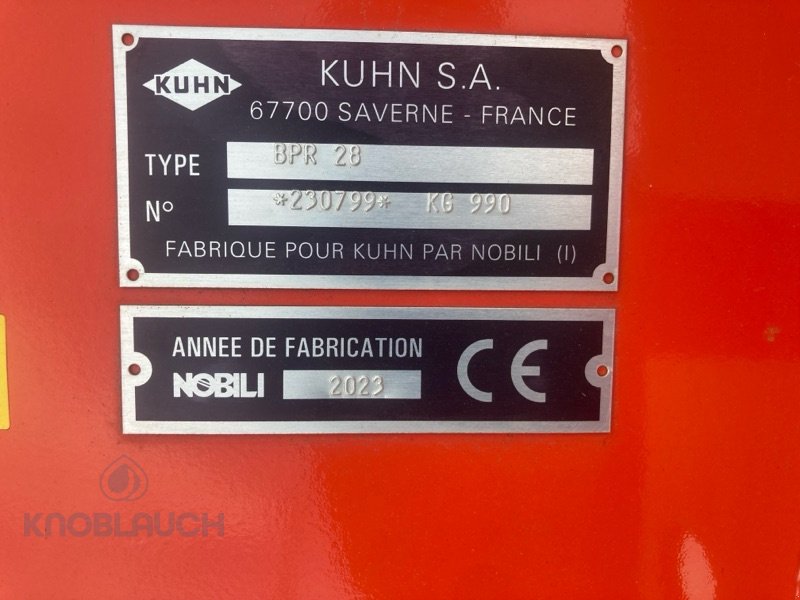 KUHN
KUHN S.A.
67700 SAVERNE - FRANCE
TYPE BPR 28
N° *230799* KG 990
FABRIQUE POUR KUHN PAR NOBILI (I)
ANNEE DE FABRICATION
NOBILI 2023
CE
KNOBLAUCH